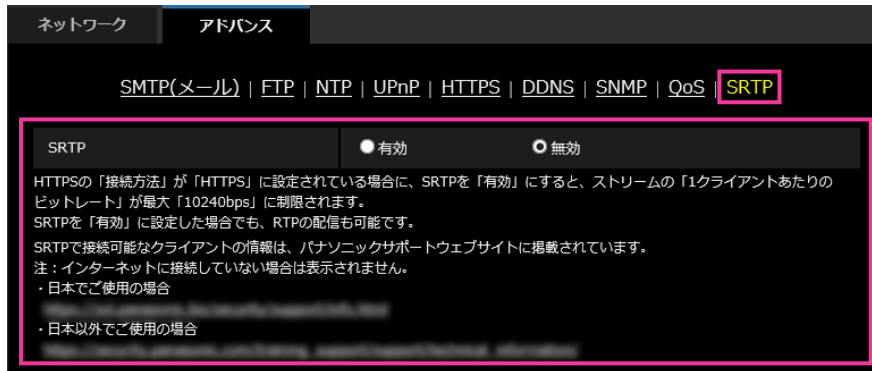 ネットワーク アドバンス
SMTP(メール) | FTP | NTP | UPnP | HTTPS | DDNS | SNMP | QoS | SRTP
SRTP 有効 無効
HTTPSの「接続方法」が「HTTPS」に設定されている場合に、SRTPを「有効」にすると、ストリームの「1クライアントあたりの
ビットレート」が最大「10240bps」に制限されます。
SRTPを「有効」に設定した場合でも、RTPの配信も可能です。
SRTPで接続可能なクライアントの情報は、パナソニックサポートウェブサイトに掲載されています。
注：インターネットに接続していない場合は表示されません。
・日本でご使用の場合
・日本以外でご使用の場合